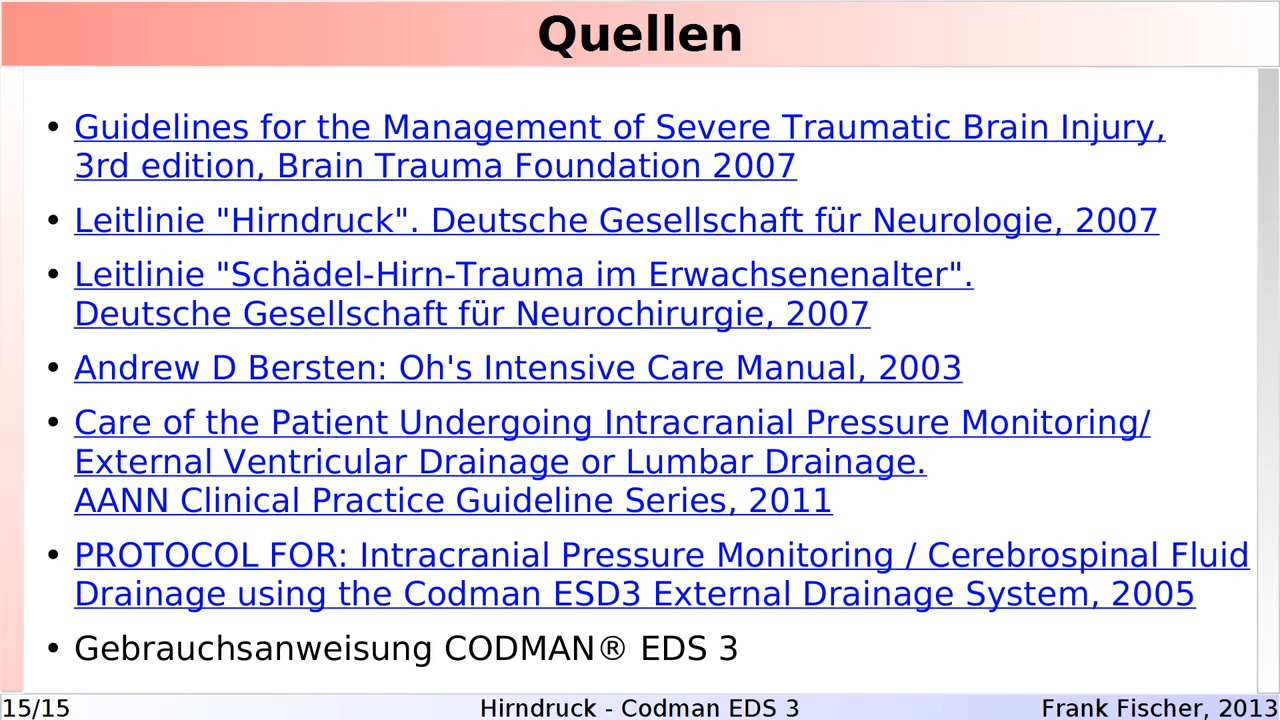 Quellen
• Guidelines for the Management of Severe Traumatic Brain Injury,
3rd edition, Brain Trauma Foundation 2007
• Leitlinie "Hirndruck". Deutsche Gesellschaft für Neurologie, 2007
• Leitlinie "Schädel-Hirn-Trauma im Erwachsenenalter".
Deutsche Gesellschaft für Neurochirurgie, 2007
• Andrew D Bersten: Oh's Intensive Care Manual, 2003
• Care of the Patient Undergoing Intracranial Pressure Monitoring/
External Ventricular Drainage or Lumbar Drainage.
AANN Clinical Practice Guideline Series, 2011
• PROTOCOL FOR: Intracranial Pressure Monitoring / Cerebrospinal Fluid
Drainage using the Codman ESD3 External Drainage System, 2005
• Gebrauchsanweisung CODMAN® EDS 3
15/15 Hirndruck - Codman EDS 3 Frank Fischer, 2013